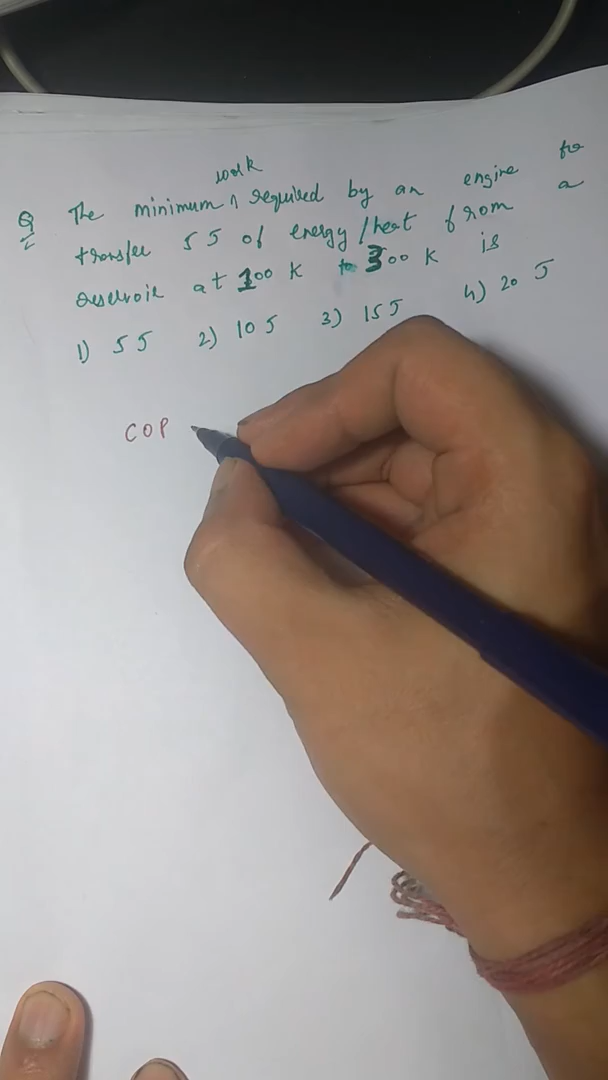 work
Q The minimum ∧ required by an engine to
transfer 5 J of energy/heat from a
reservoir at 100 K to 300 K is
1) 5 J 2) 10 J 3) 15 J 4) 20 J
COP